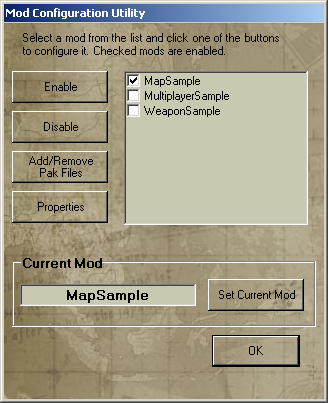 Mod Configuration Utility
Select a mod from the list and click one of the buttons
to configure it. Checked mods are enabled.
Enable
Disable
Add/Remove
Pak Files
Properties
MapSample
MultiplayerSample
WeaponSample
Current Mod
MapSample
Set Current Mod
OK